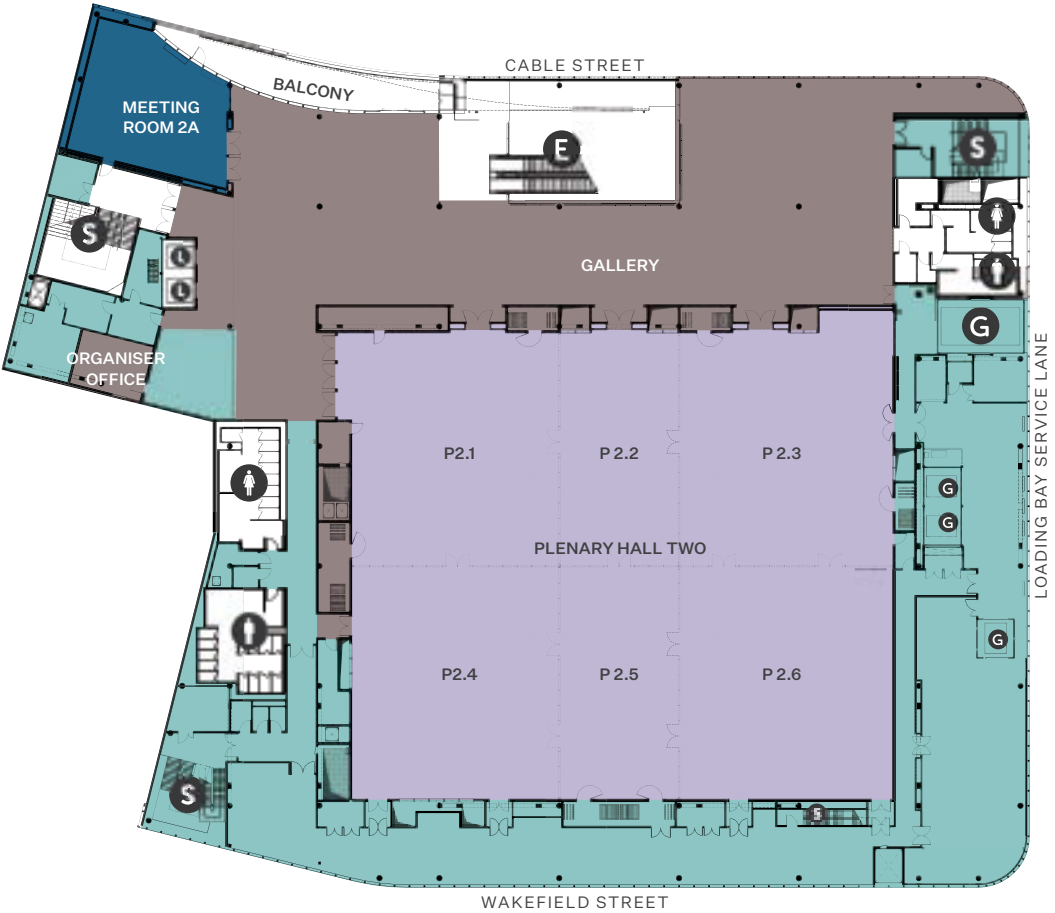 CABLE STREET
BALCONY
MEETING
ROOM 2A
E
S
S
L
L
GALLERY
G
ORGANISER
OFFICE
LOADING BAY SERVICE LANE
P2.1
P 2.2
P 2.3
G
G
PLENARY HALL TWO
G
P2.4
P 2.5
P 2.6
S
S
WAKEFIELD STREET